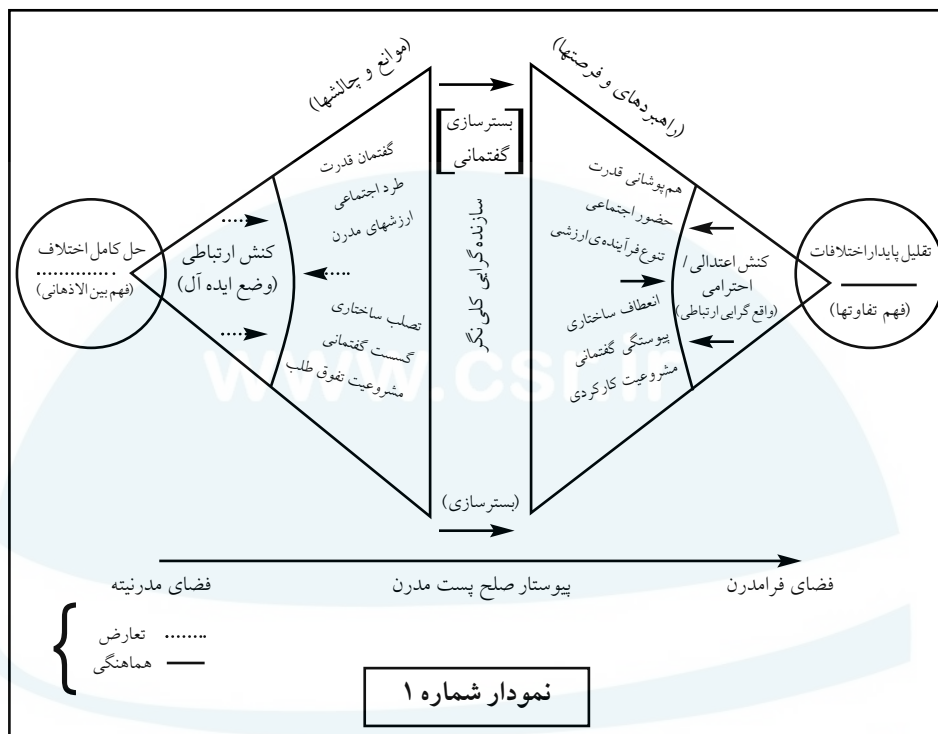 (موانع و چالشها)
(راهبردهای و فرصتها)
بسترسازی
گفتمانی
گفتمان قدرت
طرد اجتماعی
ارزشهای مدرن
هم‌پوشانی قدرت
حضور اجتماعی
تنوع فرآینده‌ی ارزشی
حل کامل اختلاف
(فهم بین‌الاذهانی)
کنش ارتباطی
(وضع ایده آل)
سازنده گرایی کلی نگر
کنش اعتدالی/
احترامی
(واقع گرایی ارتباطی)
تقلیل پایدار اختلافات
(فهم تفاوتها)
تصلب ساختاری
گسست گفتمانی
مشروعیت تفوق طلب
انعطاف ساختاری
پیوستگی گفتمانی
مشروعیت کارکردی
www.csr.ir
(بسترسازی)
فضای مدرنیته
پیوستار صلح پست مدرن
فضای فرامدرن
تعارض
هماهنگی
نمودار شماره ۱